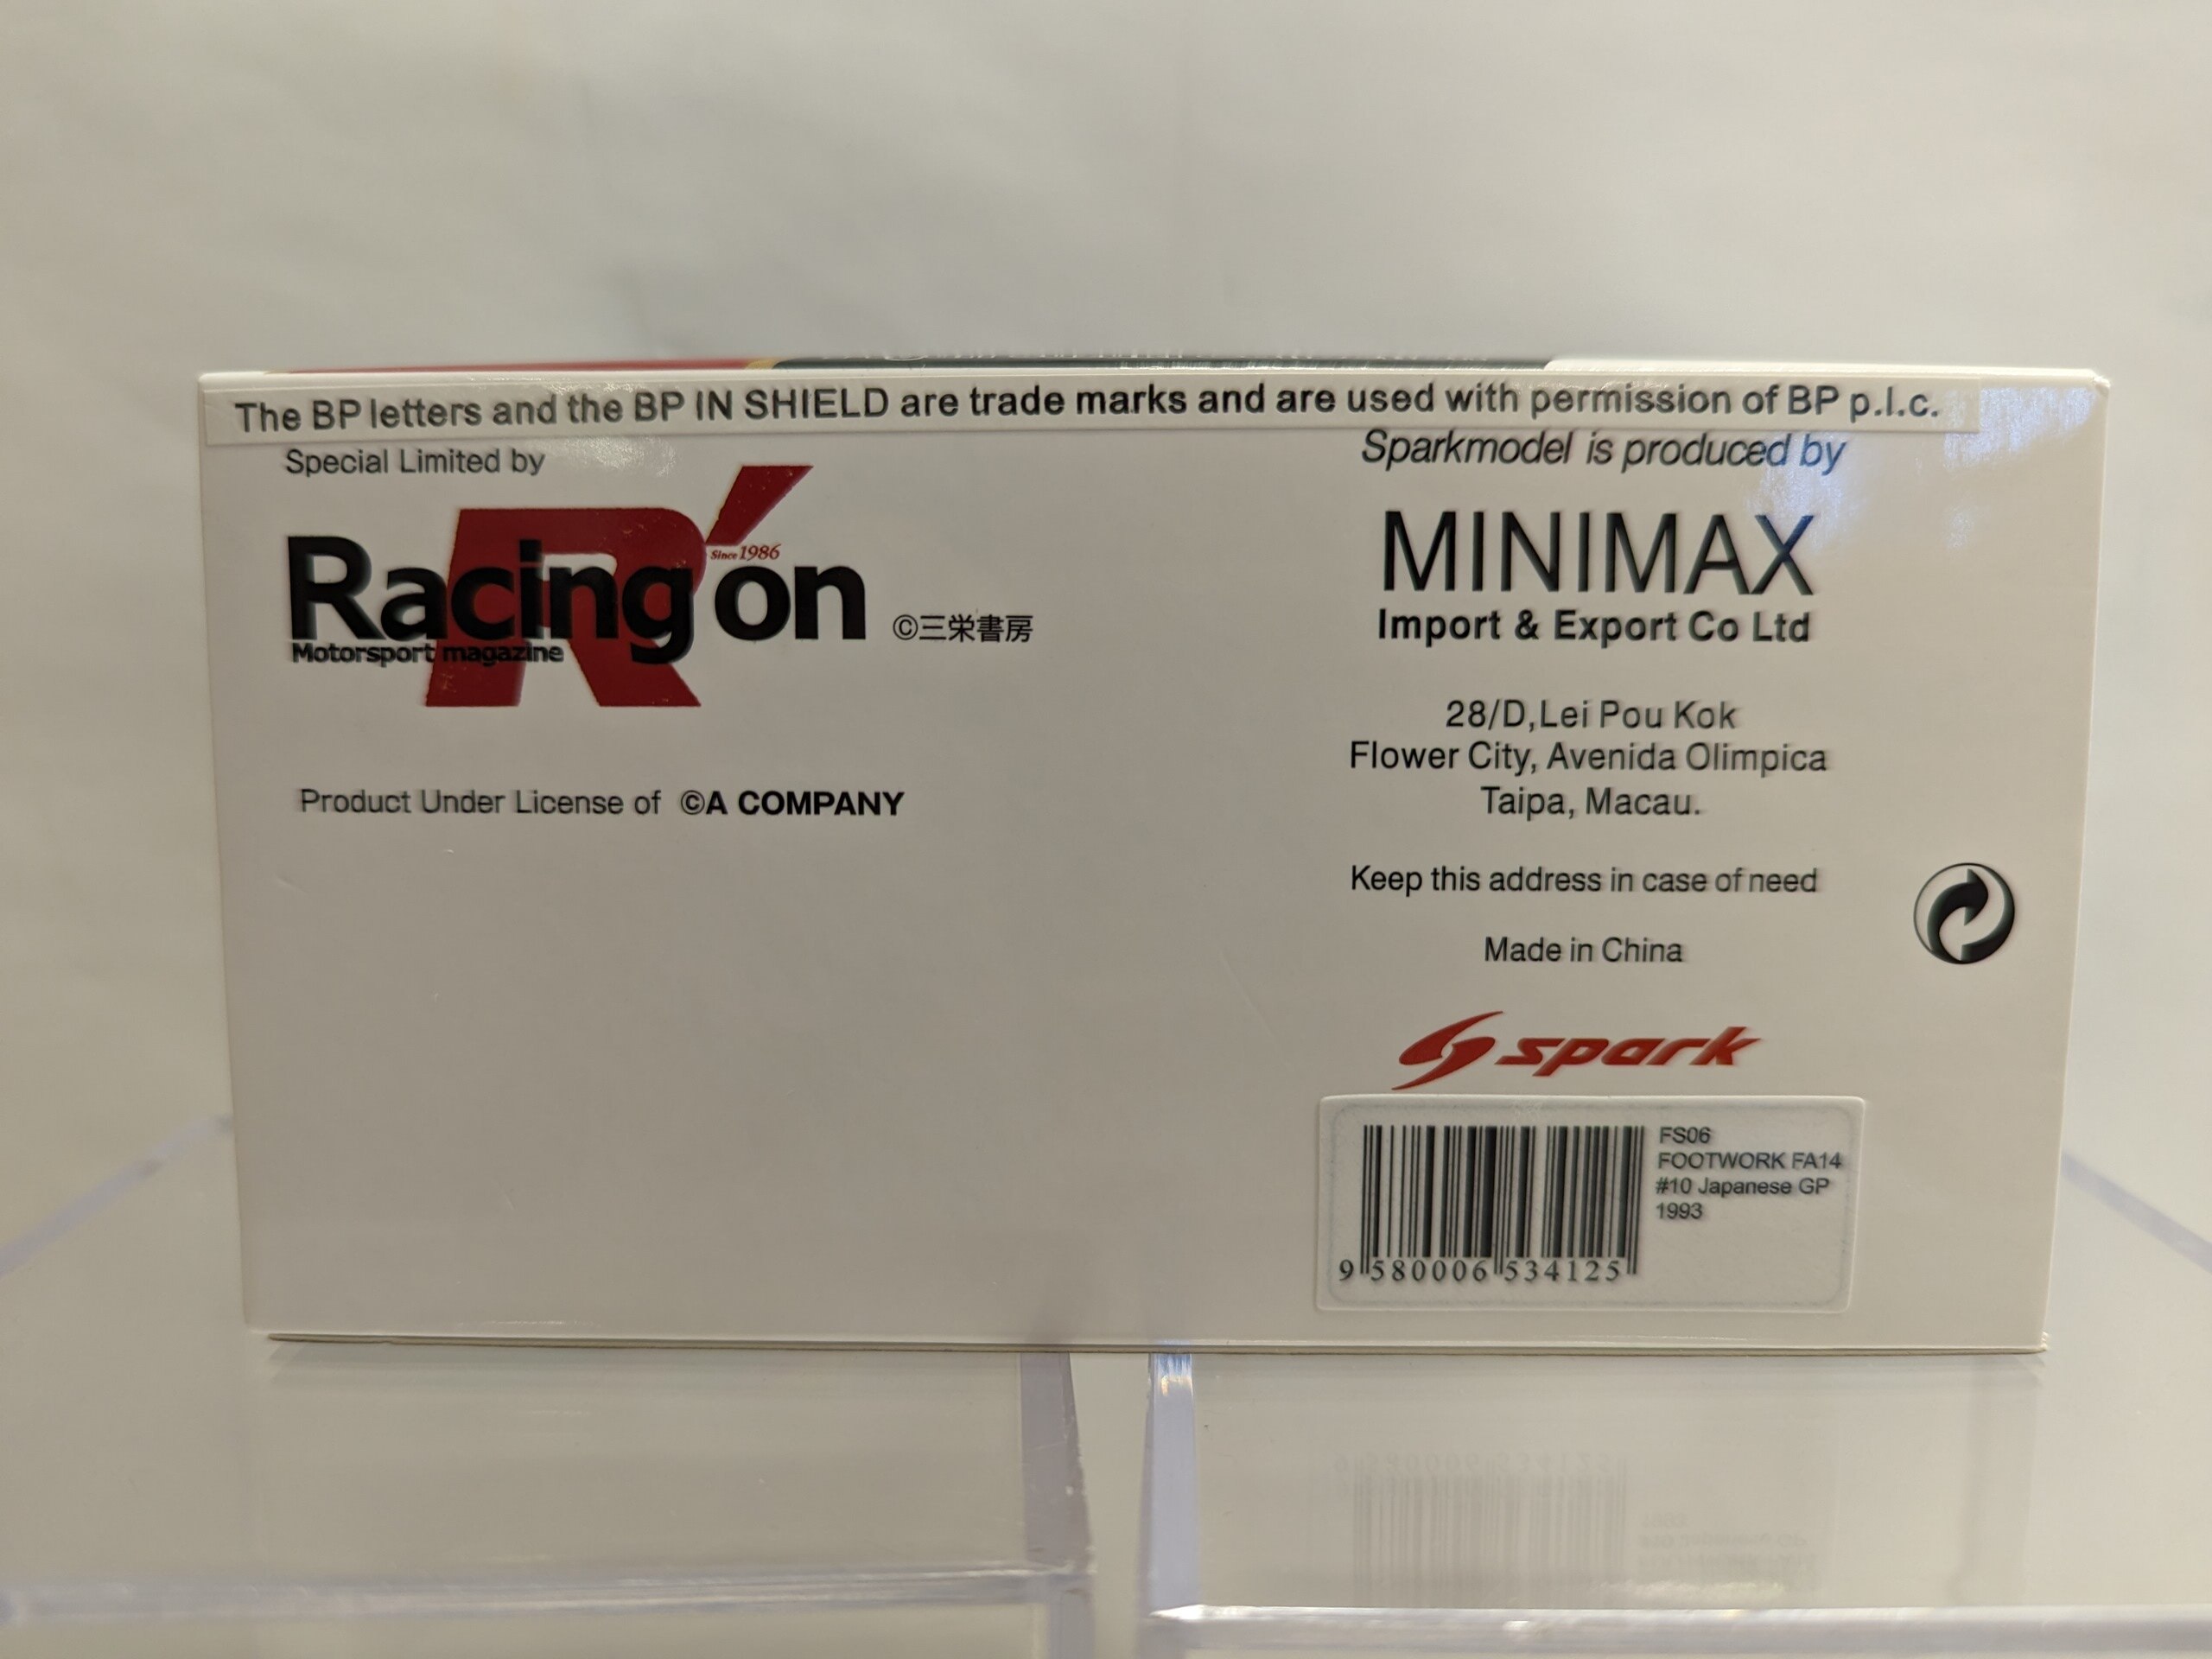 The BP letters and the BP IN SHIELD are trade marks and are used with permission of BP p.l.c.
Special Limited by
R'
Since 1986
Racing on
Motorsport magazine
©三栄書房
Product Under License of ©A COMPANY
Sparkmodel is produced by
MINIMAX
Import & Export Co Ltd
28/D,Lei Pou Kok
Flower City, Avenida Olimpica
Taipa, Macau.
Keep this address in case of need
Made in China
spark
FS06
FOOTWORK FA14
#10 Japanese GP
1993
9 580006 534125